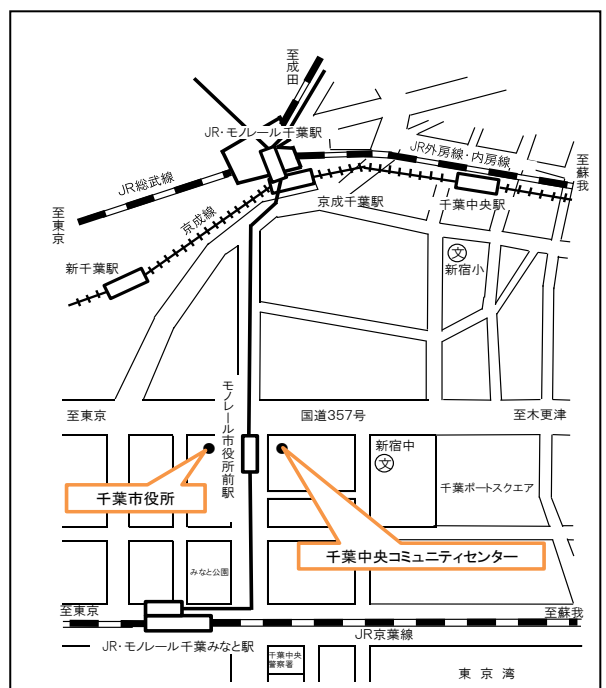 至成田
JR・モノレール千葉駅
JR外房線・内房線
至蘇我
JR総武線
至東京
京成線
京成千葉駅
千葉中央駅
新千葉駅
文
新宿小
モノレール市役所前駅
至東京
国道357号
至木更津
新宿中
文
千葉市役所
千葉ポートスクエア
千葉中央コミュニティセンター
みなと公園
至東京
至蘇我
JR京葉線
JR・モノレール千葉みなと駅
千葉中央
警察署
東京湾